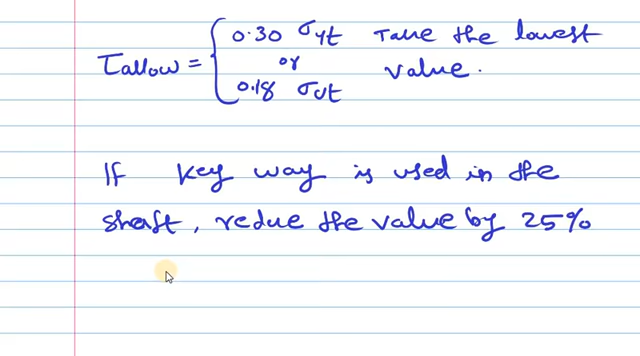 0.30 σyt Take the lowest
τallow = { or value.
0.18 σut
If key way is used in the
shaft, redue the value by 25%